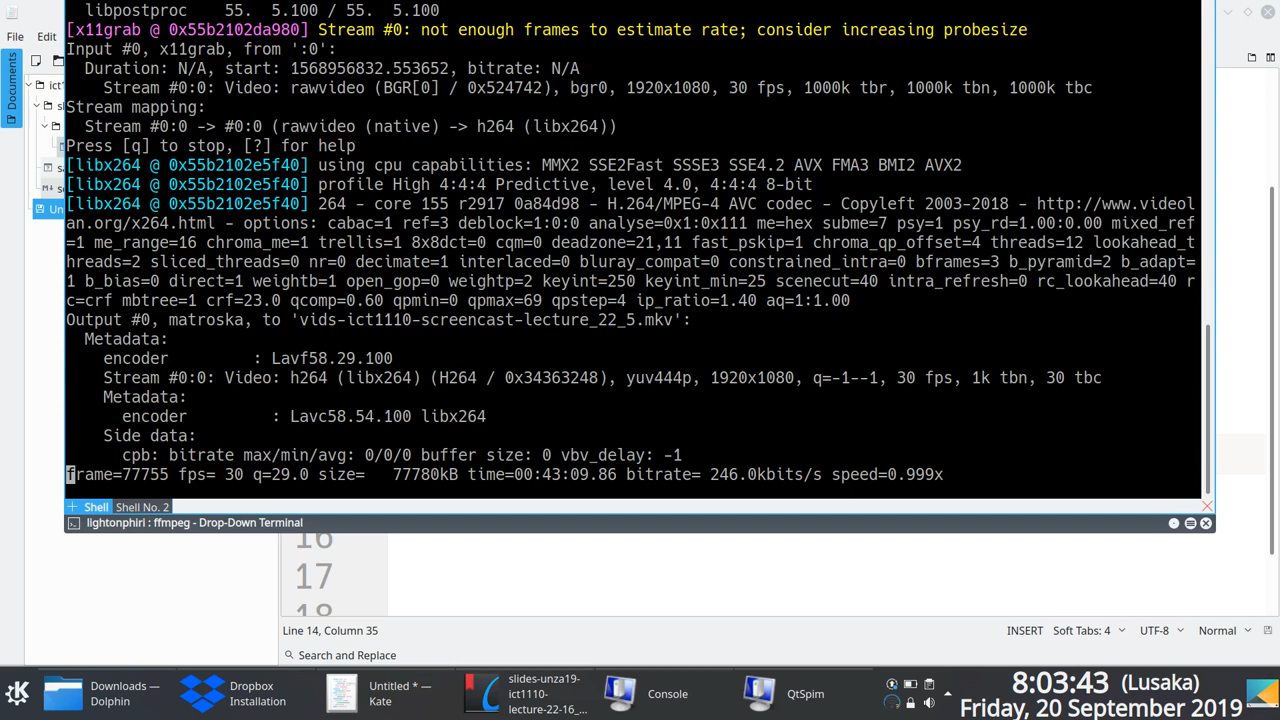 libpostproc    55.  5.100 / 55.  5.100
[x11grab @ 0x55b2102da980] Stream #0: not enough frames to estimate rate; consider increasing probesize
Input #0, x11grab, from ':0':
Duration: N/A, start: 1568956832.553652, bitrate: N/A
Stream #0:0: Video: rawvideo (BGR[0] / 0x524742), bgr0, 1920x1080, 30 fps, 1000k tbr, 1000k tbn, 1000k tbc
Stream mapping:
Stream #0:0 -> #0:0 (rawvideo (native) -> h264 (libx264))
Press [q] to stop, [?] for help
[libx264 @ 0x55b2102e5f40] using cpu capabilities: MMX2 SSE2Fast SSSE3 SSE4.2 AVX FMA3 BMI2 AVX2
[libx264 @ 0x55b2102e5f40] profile High 4:4:4 Predictive, level 4.0, 4:4:4 8-bit
[libx264 @ 0x55b2102e5f40] 264 - core 155 r2917 0a84d98 - H.264/MPEG-4 AVC codec - Copyleft 2003-2018 - http://www.videol
an.org/x264.html - options: cabac=1 ref=3 deblock=1:0:0 analyse=0x1:0x111 me=hex subme=7 psy=1 psy_rd=1.00:0.00 mixed_ref
=1 me_range=16 chroma_me=1 trellis=1 8x8dct=0 cqm=0 deadzone=21,11 fast_pskip=1 chroma_qp_offset=4 threads=12 lookahead_t
hreads=2 sliced_threads=0 nr=0 decimate=1 interlaced=0 bluray_compat=0 constrained_intra=0 bframes=3 b_pyramid=2 b_adapt=
1 b_bias=0 direct=1 weightb=1 open_gop=0 weightp=2 keyint=250 keyint_min=25 scenecut=40 intra_refresh=0 rc_lookahead=40 r
c=crf mbtree=1 crf=23.0 qcomp=0.60 qpmin=0 qpmax=69 qpstep=4 ip_ratio=1.40 aq=1:1.00
Output #0, matroska, to 'vids-ict1110-screencast-lecture_22_5.mkv':
Metadata:
encoder         : Lavf58.29.100
Stream #0:0: Video: h264 (libx264) (H264 / 0x34363248), yuv444p, 1920x1080, q=-1--1, 30 fps, 1k tbn, 30 tbc
Metadata:
encoder         : Lavc58.54.100 libx264
Side data:
cpb: bitrate max/min/avg: 0/0/0 buffer size: 0 vbv_delay: -1
frame=77755 fps= 30 q=29.0 size=   77780kB time=00:43:09.86 bitrate= 246.0kbits/s speed=0.999x
Shell
Shell No. 2
lightonphiri : ffmpeg - Drop-Down Terminal
File
Edit
Documents
ict1
Un
16
17
18
Line 14, Column 35
INSERT
Soft Tabs: 4
UTF-8
Normal
Search and Replace
Downloads — Dolphin
Dropbox Installation
Untitled * — Kate
slides-unza19-ict1110-lecture-22-16_...
Console
QtSpim
8:03:43 (Lusaka)
Friday, 20 September 2019